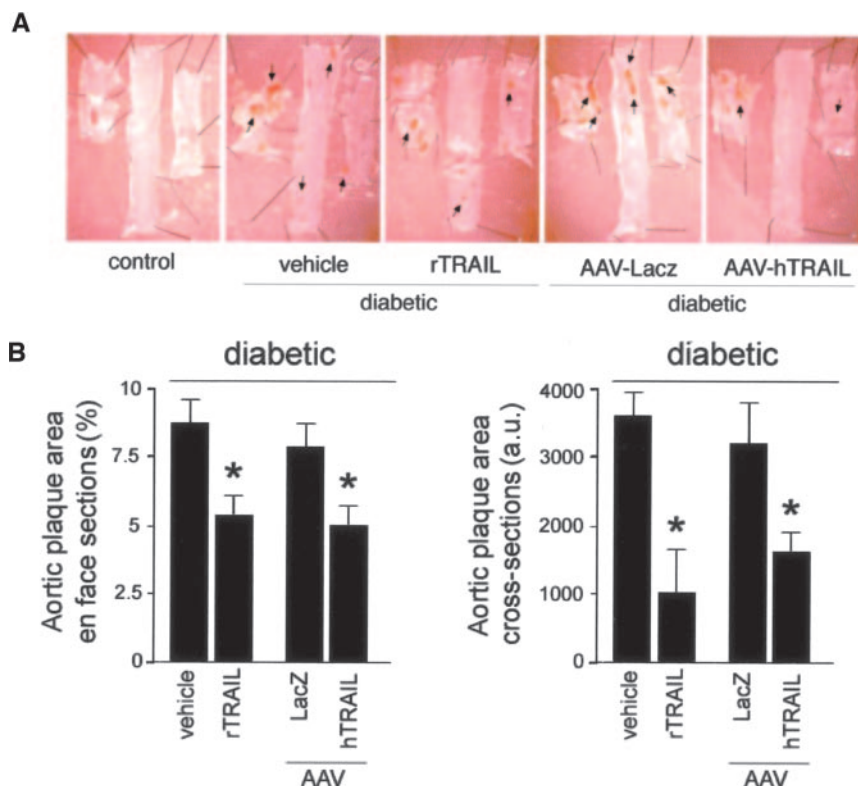 A
control vehicle rTRAIL AAV-Lacz AAV-hTRAIL
diabetic diabetic
B
diabetic
Aortic plaque area
en face sections (%)
10
7.5
5
2.5
0
*
*
vehicle
rTRAIL
LacZ
hTRAIL
AAV
diabetic
Aortic plaque area
cross-sections (a.u.)
4000
3000
2000
1000
0
*
*
vehicle
rTRAIL
LacZ
hTRAIL
AAV